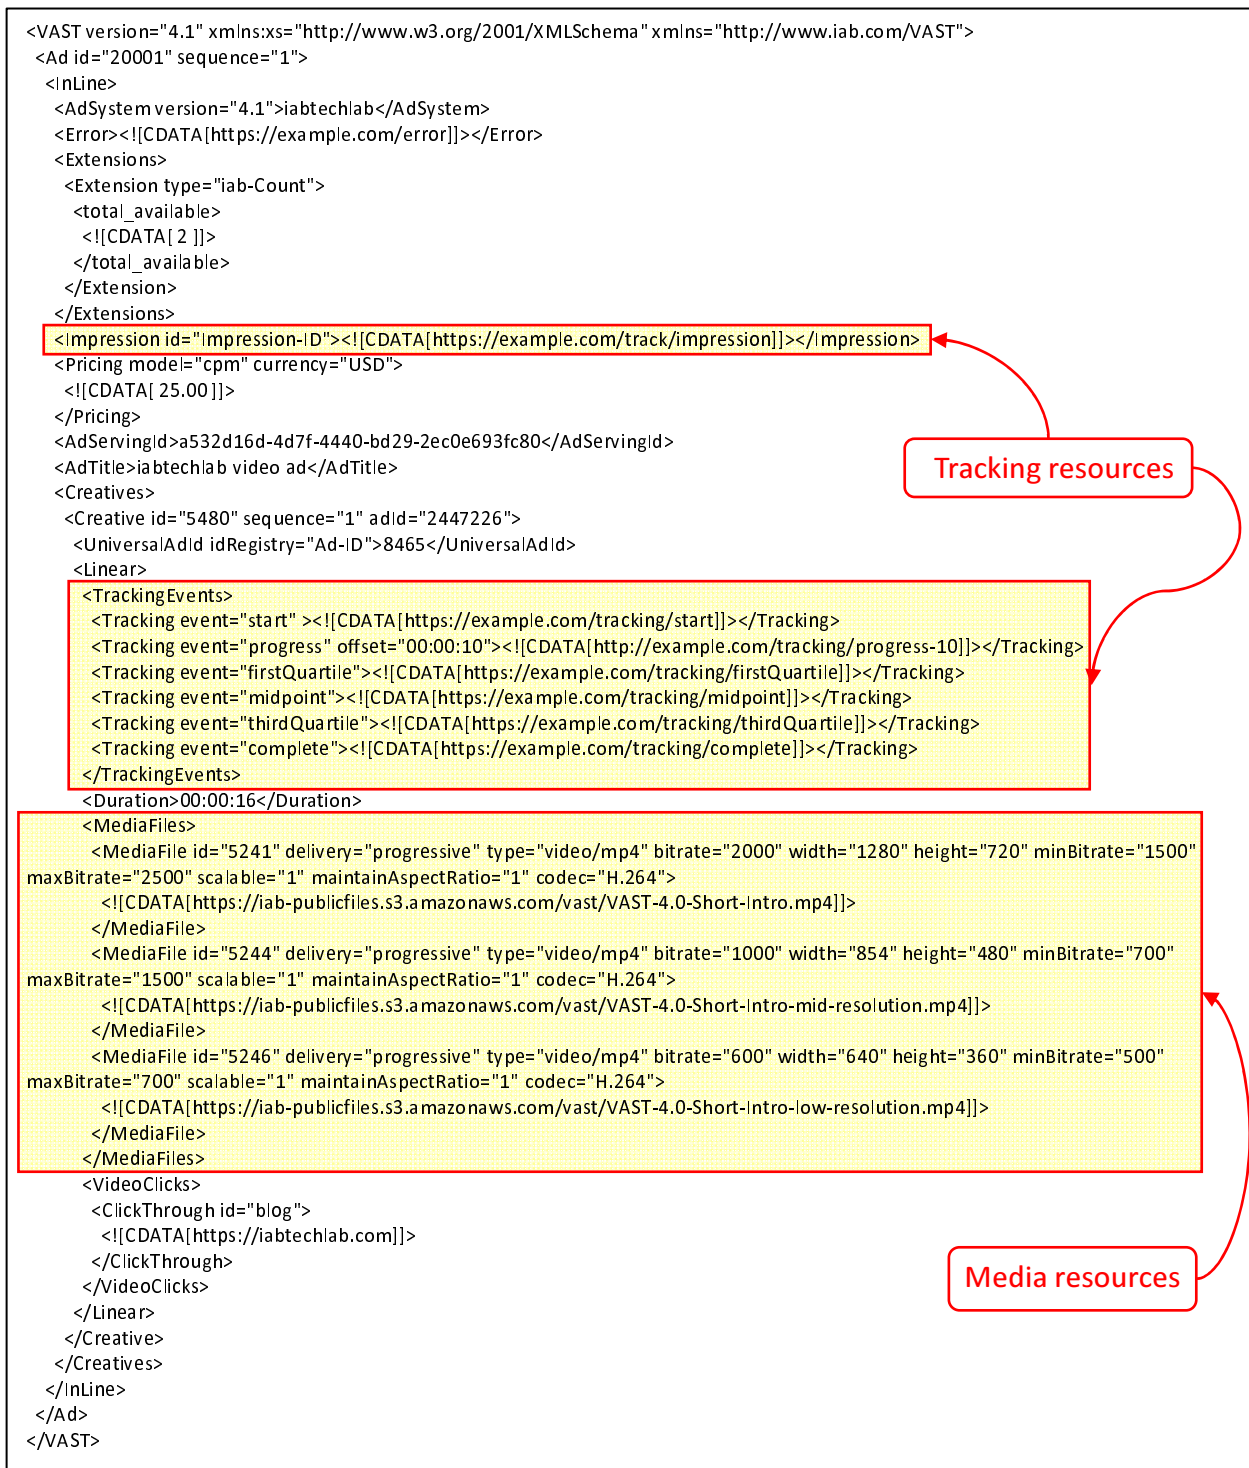 <VAST version="4.1" xmlns:xs="http://www.w3.org/2001/XMLSchema" xmlns="http://www.iab.com/VAST">
<Ad id="20001" sequence="1">
<InLine>
<AdSystem version="4.1">iabtechlab</AdSystem>
<Error><![CDATA[https://example.com/error]]></Error>
<Extensions>
<Extension type="iab-Count">
<total_available>
<![CDATA[ 2 ]]>
</total_available>
</Extension>
</Extensions>
<Impression id="Impression-ID"><![CDATA[https://example.com/track/impression]]></Impression>
<Pricing model="cpm" currency="USD">
<![CDATA[ 25.00 ]]>
</Pricing>
<AdServingId>a532d16d-4d7f-4440-bd29-2ec0e693fc80</AdServingId>
<AdTitle>iabtechlab video ad</AdTitle>
Tracking resources
<Creatives>
<Creative id="5480" sequence="1" adId="2447226">
<UniversalAdId idRegistry="Ad-ID">8465</UniversalAdId>
<Linear>
<TrackingEvents>
<Tracking event="start" ><![CDATA[https://example.com/tracking/start]]></Tracking>
<Tracking event="progress" offset="00:00:10"><![CDATA[http://example.com/tracking/progress-10]]></Tracking>
<Tracking event="firstQuartile"><![CDATA[https://example.com/tracking/firstQuartile]]></Tracking>
<Tracking event="midpoint"><![CDATA[https://example.com/tracking/midpoint]]></Tracking>
<Tracking event="thirdQuartile"><![CDATA[https://example.com/tracking/thirdQuartile]]></Tracking>
<Tracking event="complete"><![CDATA[https://example.com/tracking/complete]]></Tracking>
</TrackingEvents>
<Duration>00:00:16</Duration>
<MediaFiles>
<MediaFile id="5241" delivery="progressive" type="video/mp4" bitrate="2000" width="1280" height="720" minBitrate="1500"
maxBitrate="2500" scalable="1" maintainAspectRatio="1" codec="H.264">
<![CDATA[https://iab-publicfiles.s3.amazonaws.com/vast/VAST-4.0-Short-Intro.mp4]]>
</MediaFile>
<MediaFile id="5244" delivery="progressive" type="video/mp4" bitrate="1000" width="854" height="480" minBitrate="700"
maxBitrate="1500" scalable="1" maintainAspectRatio="1" codec="H.264">
<![CDATA[https://iab-publicfiles.s3.amazonaws.com/vast/VAST-4.0-Short-Intro-mid-resolution.mp4]]>
</MediaFile>
<MediaFile id="5246" delivery="progressive" type="video/mp4" bitrate="600" width="640" height="360" minBitrate="500"
maxBitrate="700" scalable="1" maintainAspectRatio="1" codec="H.264">
<![CDATA[https://iab-publicfiles.s3.amazonaws.com/vast/VAST-4.0-Short-Intro-low-resolution.mp4]]>
</MediaFile>
</MediaFiles>
<VideoClicks>
<ClickThrough id="blog">
<![CDATA[https://iabtechlab.com]]>
</ClickThrough>
</VideoClicks>
Media resources
</Linear>
</Creative>
</Creatives>
</InLine>
</Ad>
</VAST>